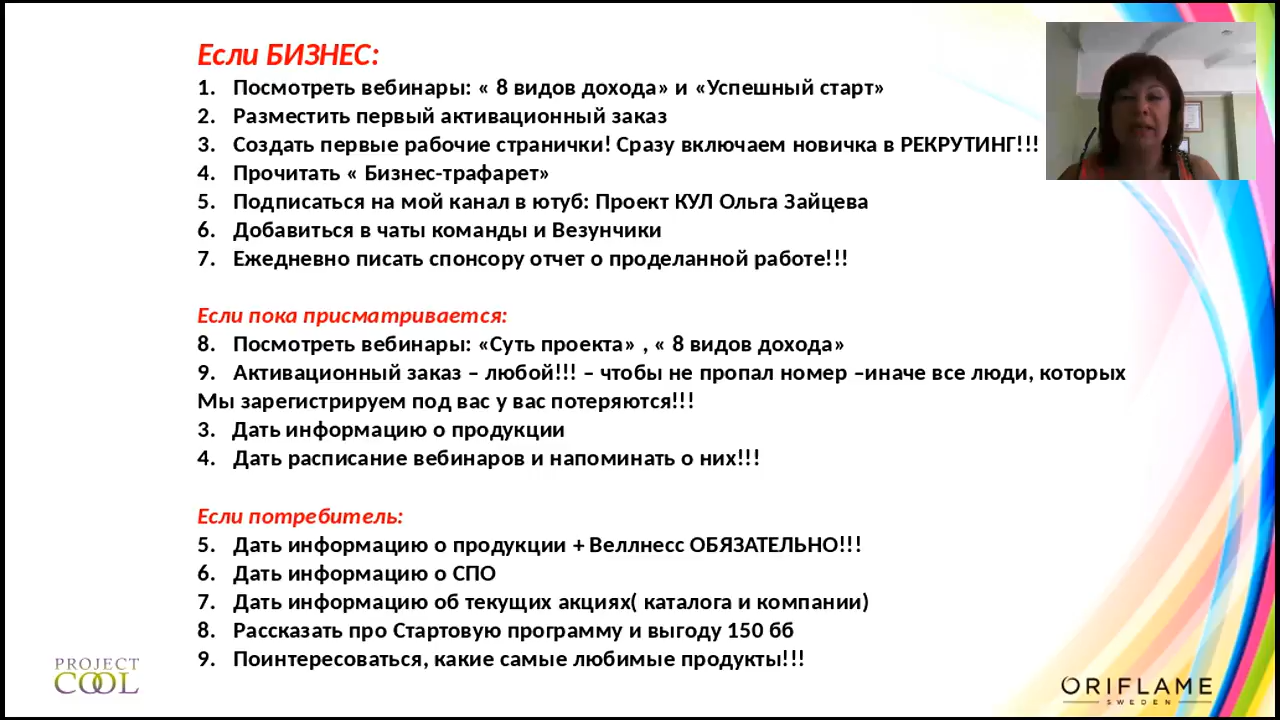 Если БИЗНЕС:
1. Посмотреть вебинары: « 8 видов дохода» и «Успешный старт»
2. Разместить первый активационный заказ
3. Создать первые рабочие странички! Сразу включаем новичка в РЕКРУТИНГ!!!
4. Прочитать « Бизнес-трафарет»
5. Подписаться на мой канал в ютуб: Проект КУЛ Ольга Зайцева
6. Добавиться в чаты команды и Везунчики
7. Ежедневно писать спонсору отчет о проделанной работе!!!
Если пока присматривается:
8. Посмотреть вебинары: «Суть проекта» , « 8 видов дохода»
9. Активационный заказ – любой!!! – чтобы не пропал номер –иначе все люди, которых
Мы зарегистрируем под вас у вас потеряются!!!
3. Дать информацию о продукции
4. Дать расписание вебинаров и напоминать о них!!!
Если потребитель:
5. Дать информацию о продукции + Веллнесс ОБЯЗАТЕЛЬНО!!!
6. Дать информацию о СПО
7. Дать информацию об текущих акциях( каталога и компании)
8. Рассказать про Стартовую программу и выгоду 150 бб
9. Поинтересоваться, какие самые любимые продукты!!!
PROJECT
COOL
ORIFLAME
SWEDEN